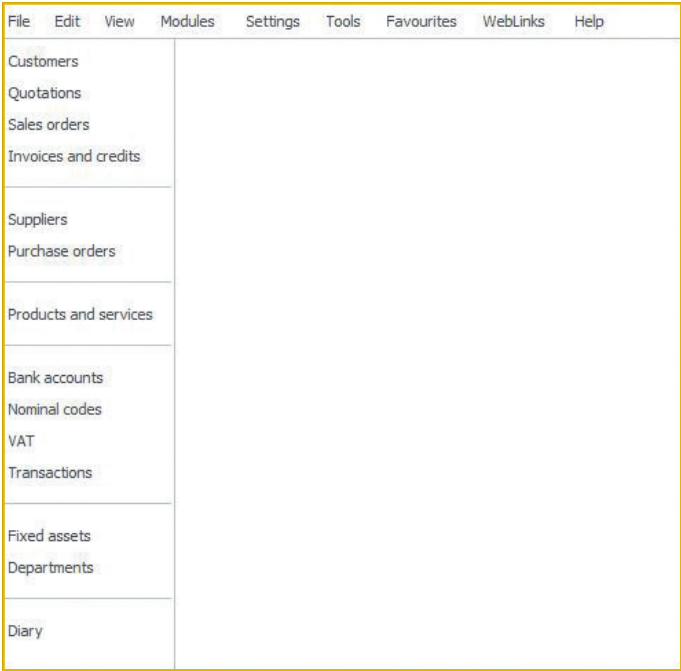 File Edit View Modules Settings Tools Favourites WebLinks Help
Customers
Quotations
Sales orders
Invoices and credits
Suppliers
Purchase orders
Products and services
Bank accounts
Nominal codes
VAT
Transactions
Fixed assets
Departments
Diary